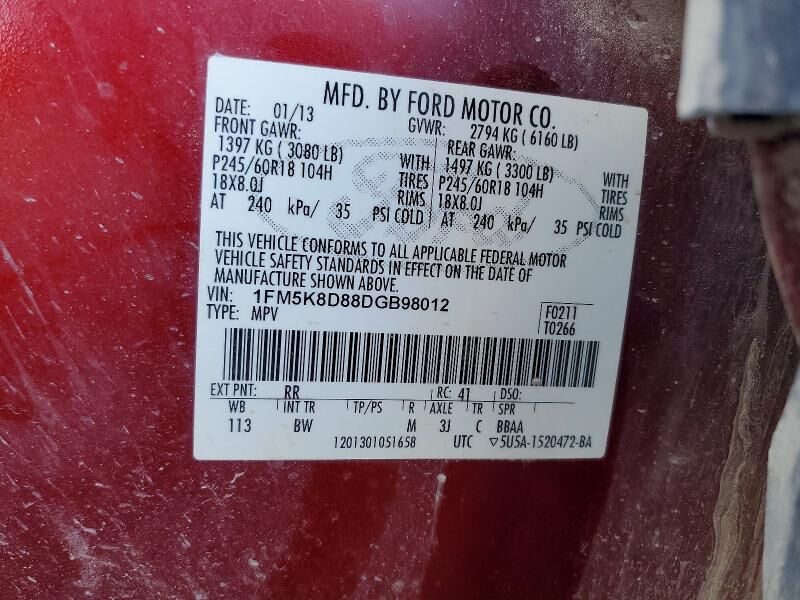 MFD. BY FORD MOTOR CO.
DATE: 01/13 GVWR: 2794 KG ( 6160 LB)
FRONT GAWR: REAR GAWR:
1397 KG ( 3080 LB) WITH 1497 KG ( 3300 LB) WITH
P245/60R18 104H TIRES P245/60R18 104H TIRES
18X8.0J RIMS 18X8.0J RIMS
AT 240 kPa/ 35 PSI COLD AT 240 kPa/ 35 PSI COLD
THIS VEHICLE CONFORMS TO ALL APPLICABLE FEDERAL MOTOR
VEHICLE SAFETY STANDARDS IN EFFECT ON THE DATE OF
MANUFACTURE SHOWN ABOVE.
VIN: 1FM5K8D88DGB98012 F0211
TYPE: MPV T0266
EXT PNT: RR RC: 41 DSO:
WB INT TR TP/PS R AXLE TR SPR
113 BW M 3J C BBAA
1201301051658 UTC ▽5U5A-1520472-BA